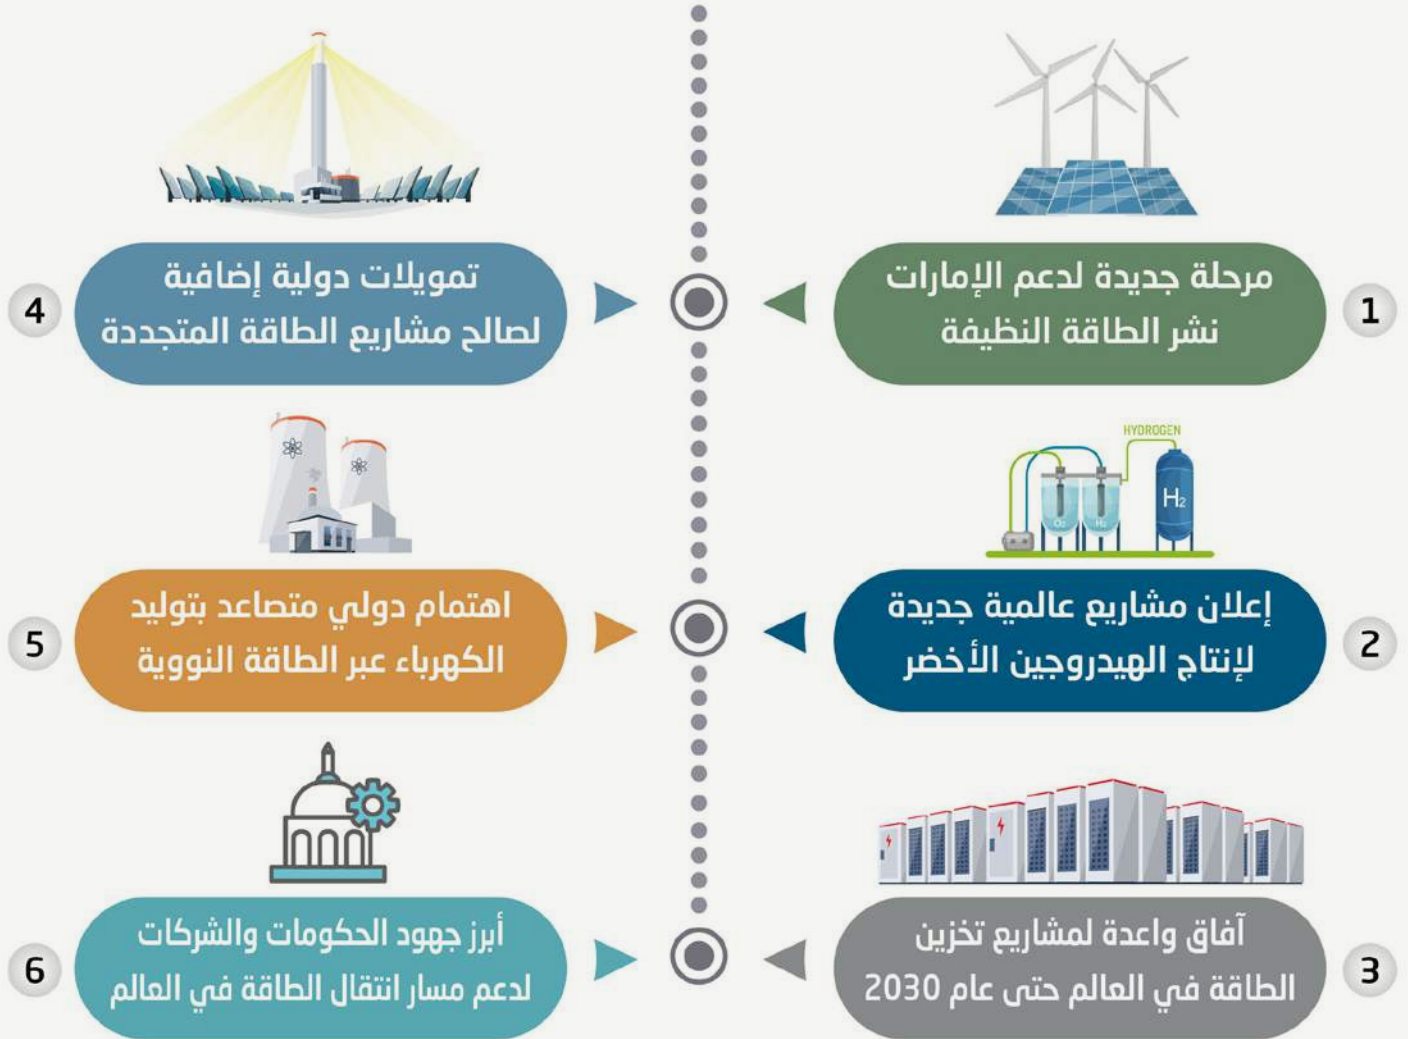 1
مرحلة جديدة لدعم الإمارات
نشر الطاقة النظيفة
HYDROGEN
H₂
O₂
H₂
2
إعلان مشاريع عالمية جديدة
لإنتاج الهيدروجين الأخضر
3
آفاق واعدة لمشاريع تخزين
الطاقة في العالم حتى عام 2030
4
تمويلات دولية إضافية
لصالح مشاريع الطاقة المتجددة
5
اهتمام دولي متصاعد بتوليد
الكهرباء عبر الطاقة النووية
6
أبرز جهود الحكومات والشركات
لدعم مسار انتقال الطاقة في العالم